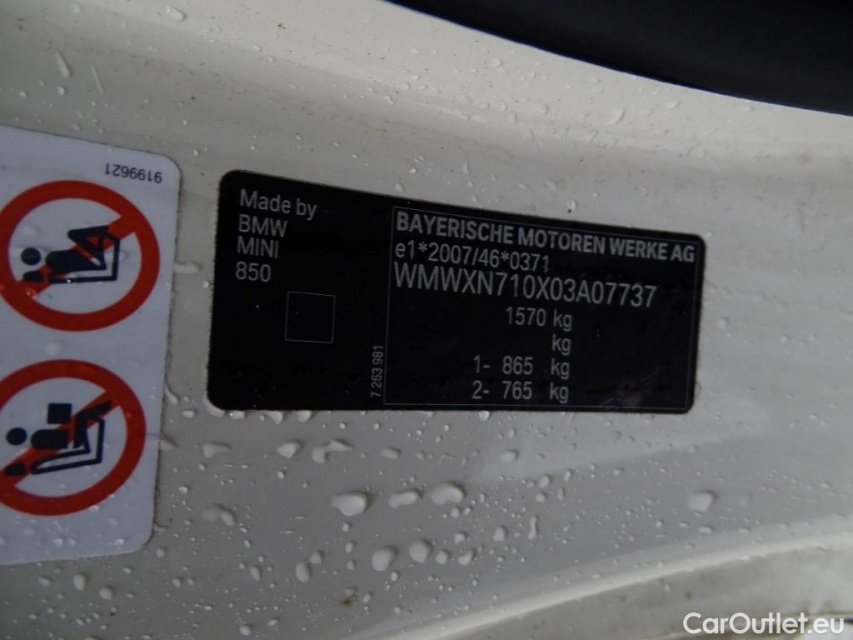 9199621
Made by
BMW
MINI
850
7 263 981
BAYERISCHE MOTOREN WERKE AG
e1*2007/46*0371
WMWXN710X03A07737
1570 kg
kg
1- 865 kg
2- 765 kg
CarOutlet.eu